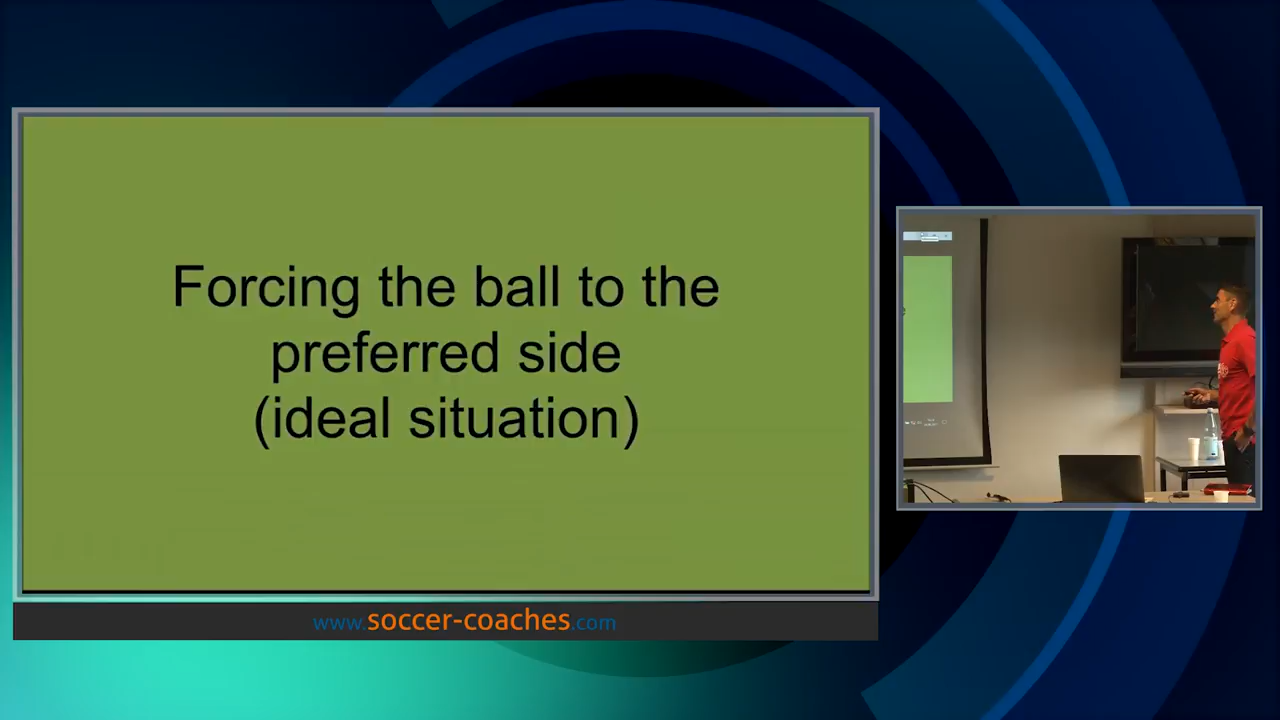 Forcing the ball to the
preferred side
(ideal situation)
www.soccer-coaches.com